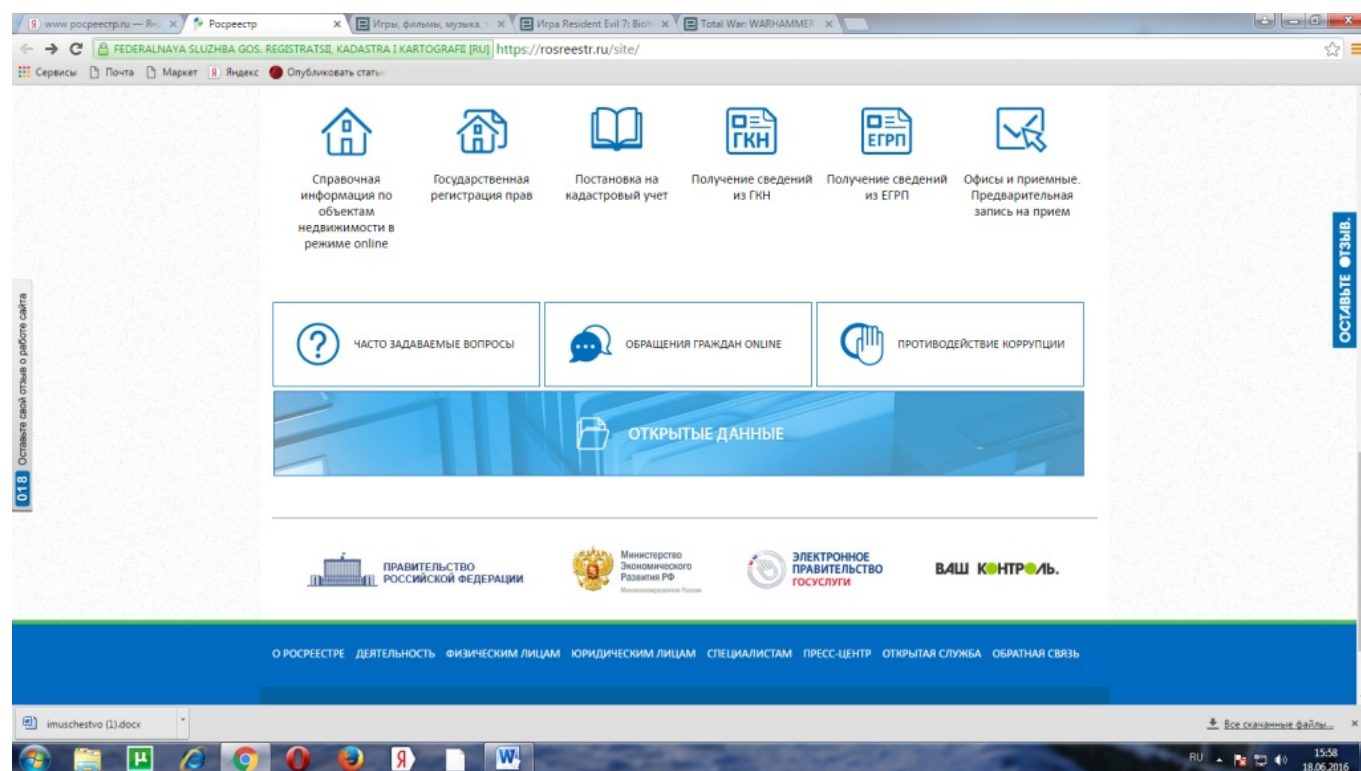 www росреестр.ru — Ян
Росреестр
Игры, фильмы, музыка,
Игра Resident Evil 7: Bioh
Total War: WARHAMMER
FEDERALNAYA SLUZHBA GOS. REGISTRATSII, KADASTRA I KARTOGRAFII [RU] https://rosreestr.ru/site/
Сервисы Почта Маркет Я Яндекс Опубликовать статью
ГКН
ЕГРП
Справочная
информация по
объектам
недвижимости в
режиме online
Государственная
регистрация прав
Постановка на
кадастровый учет
Получение сведений
из ГКН
Получение сведений
из ЕГРП
Офисы и приемные.
Предварительная
запись на прием
ОСТАВЬТЕ ОТЗЫВ.
018 Оставьте свой отзыв о работе сайта
ЧАСТО ЗАДАВАЕМЫЕ ВОПРОСЫ
ОБРАЩЕНИЯ ГРАЖДАН ONLINE
ПРОТИВОДЕЙСТВИЕ КОРРУПЦИИ
ОТКРЫТЫЕ ДАННЫЕ
ПРАВИТЕЛЬСТВО
РОССИЙСКОЙ ФЕДЕРАЦИИ
Министерство
Экономического
Развития РФ
Минэкономразвития России
ЭЛЕКТРОННОЕ
ПРАВИТЕЛЬСТВО
ГОСУСЛУГИ
ВАШ КОНТРОЛЬ.
О РОСРЕЕСТРЕ ДЕЯТЕЛЬНОСТЬ ФИЗИЧЕСКИМ ЛИЦАМ ЮРИДИЧЕСКИМ ЛИЦАМ СПЕЦИАЛИСТАМ ПРЕСС-ЦЕНТР ОТКРЫТАЯ СЛУЖБА ОБРАТНАЯ СВЯЗЬ
imuschestvo (1).docx
Все скачанные файлы...
RU
15:58
18.06.2016